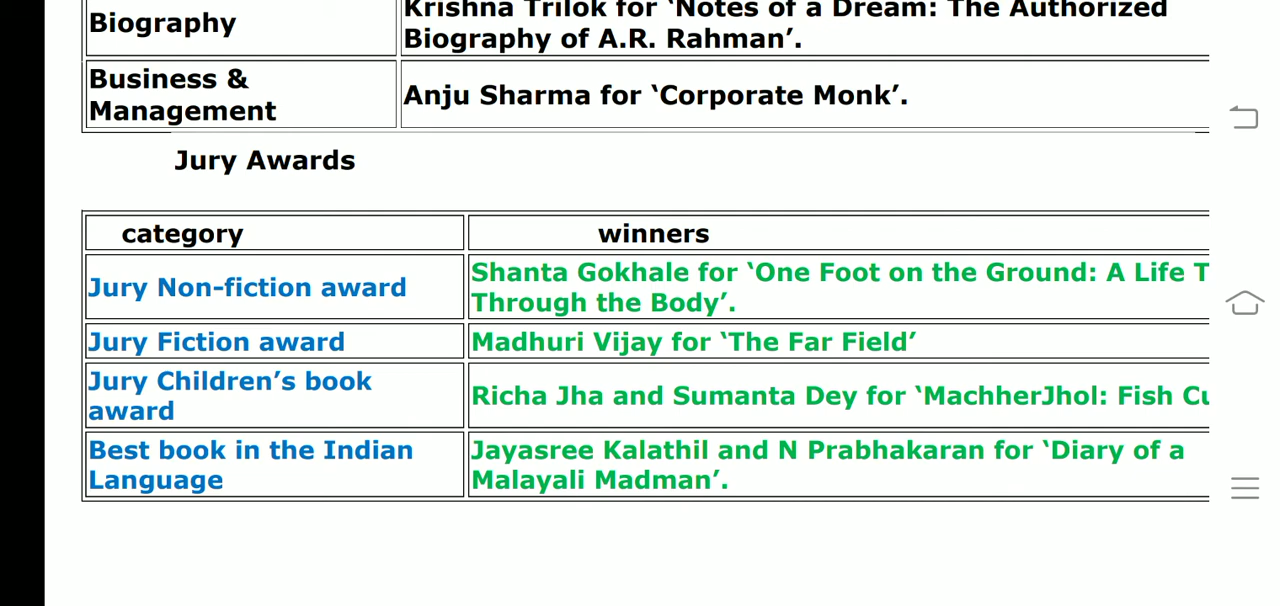 Krishna Trilok for ‘Notes of a Dream: The Authorized
Biography
Biography of A.R. Rahman’.
Business &
Management
Anju Sharma for ‘Corporate Monk’.
Jury Awards
category
winners
Jury Non-fiction award
Shanta Gokhale for ‘One Foot on the Ground: A Life
Through the Body’.
Jury Fiction award
Madhuri Vijay for ‘The Far Field’
Jury Children’s book
award
Richa Jha and Sumanta Dey for ‘MachherJhol: Fish
Best book in the Indian
Language
Jayasree Kalathil and N Prabhakaran for ‘Diary of a
Malayali Madman’.